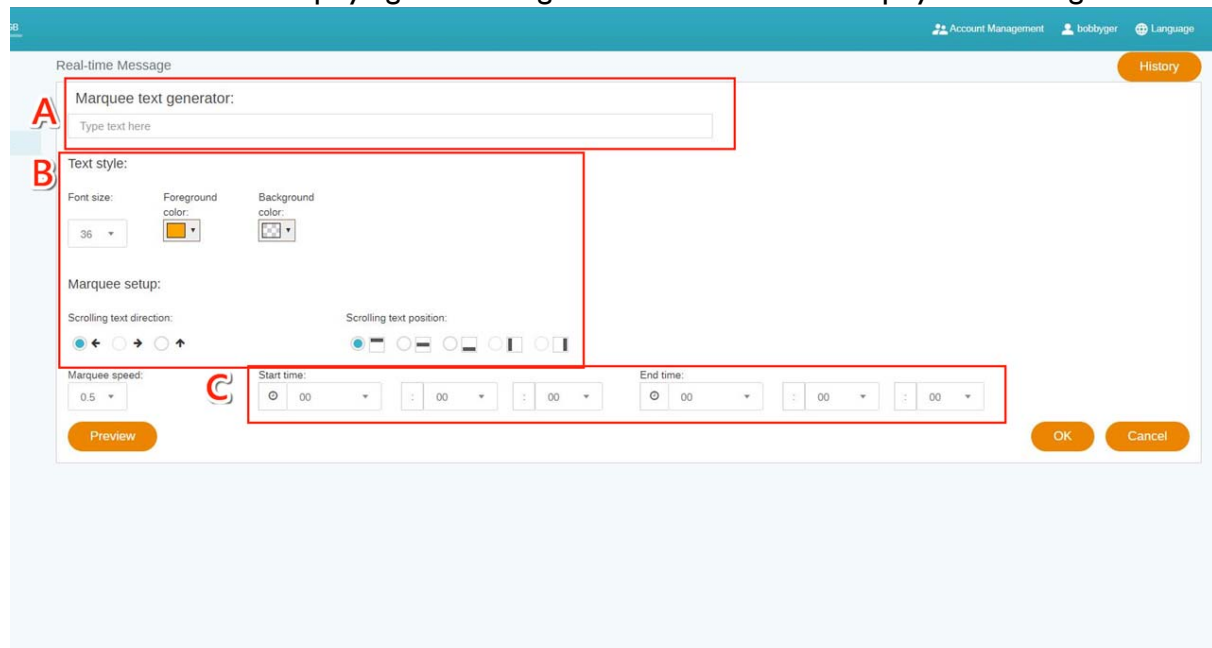 Account Management bobbyger Language
Real-time Message History
A Marquee text generator:
Type text here
B Text style:
Font size: Foreground color: Background color:
36
Marquee setup:
Scrolling text direction: Scrolling text position:
Marquee speed: C Start time: End time:
0.5 00 : 00 : 00 00 : 00 : 00
Preview OK Cancel